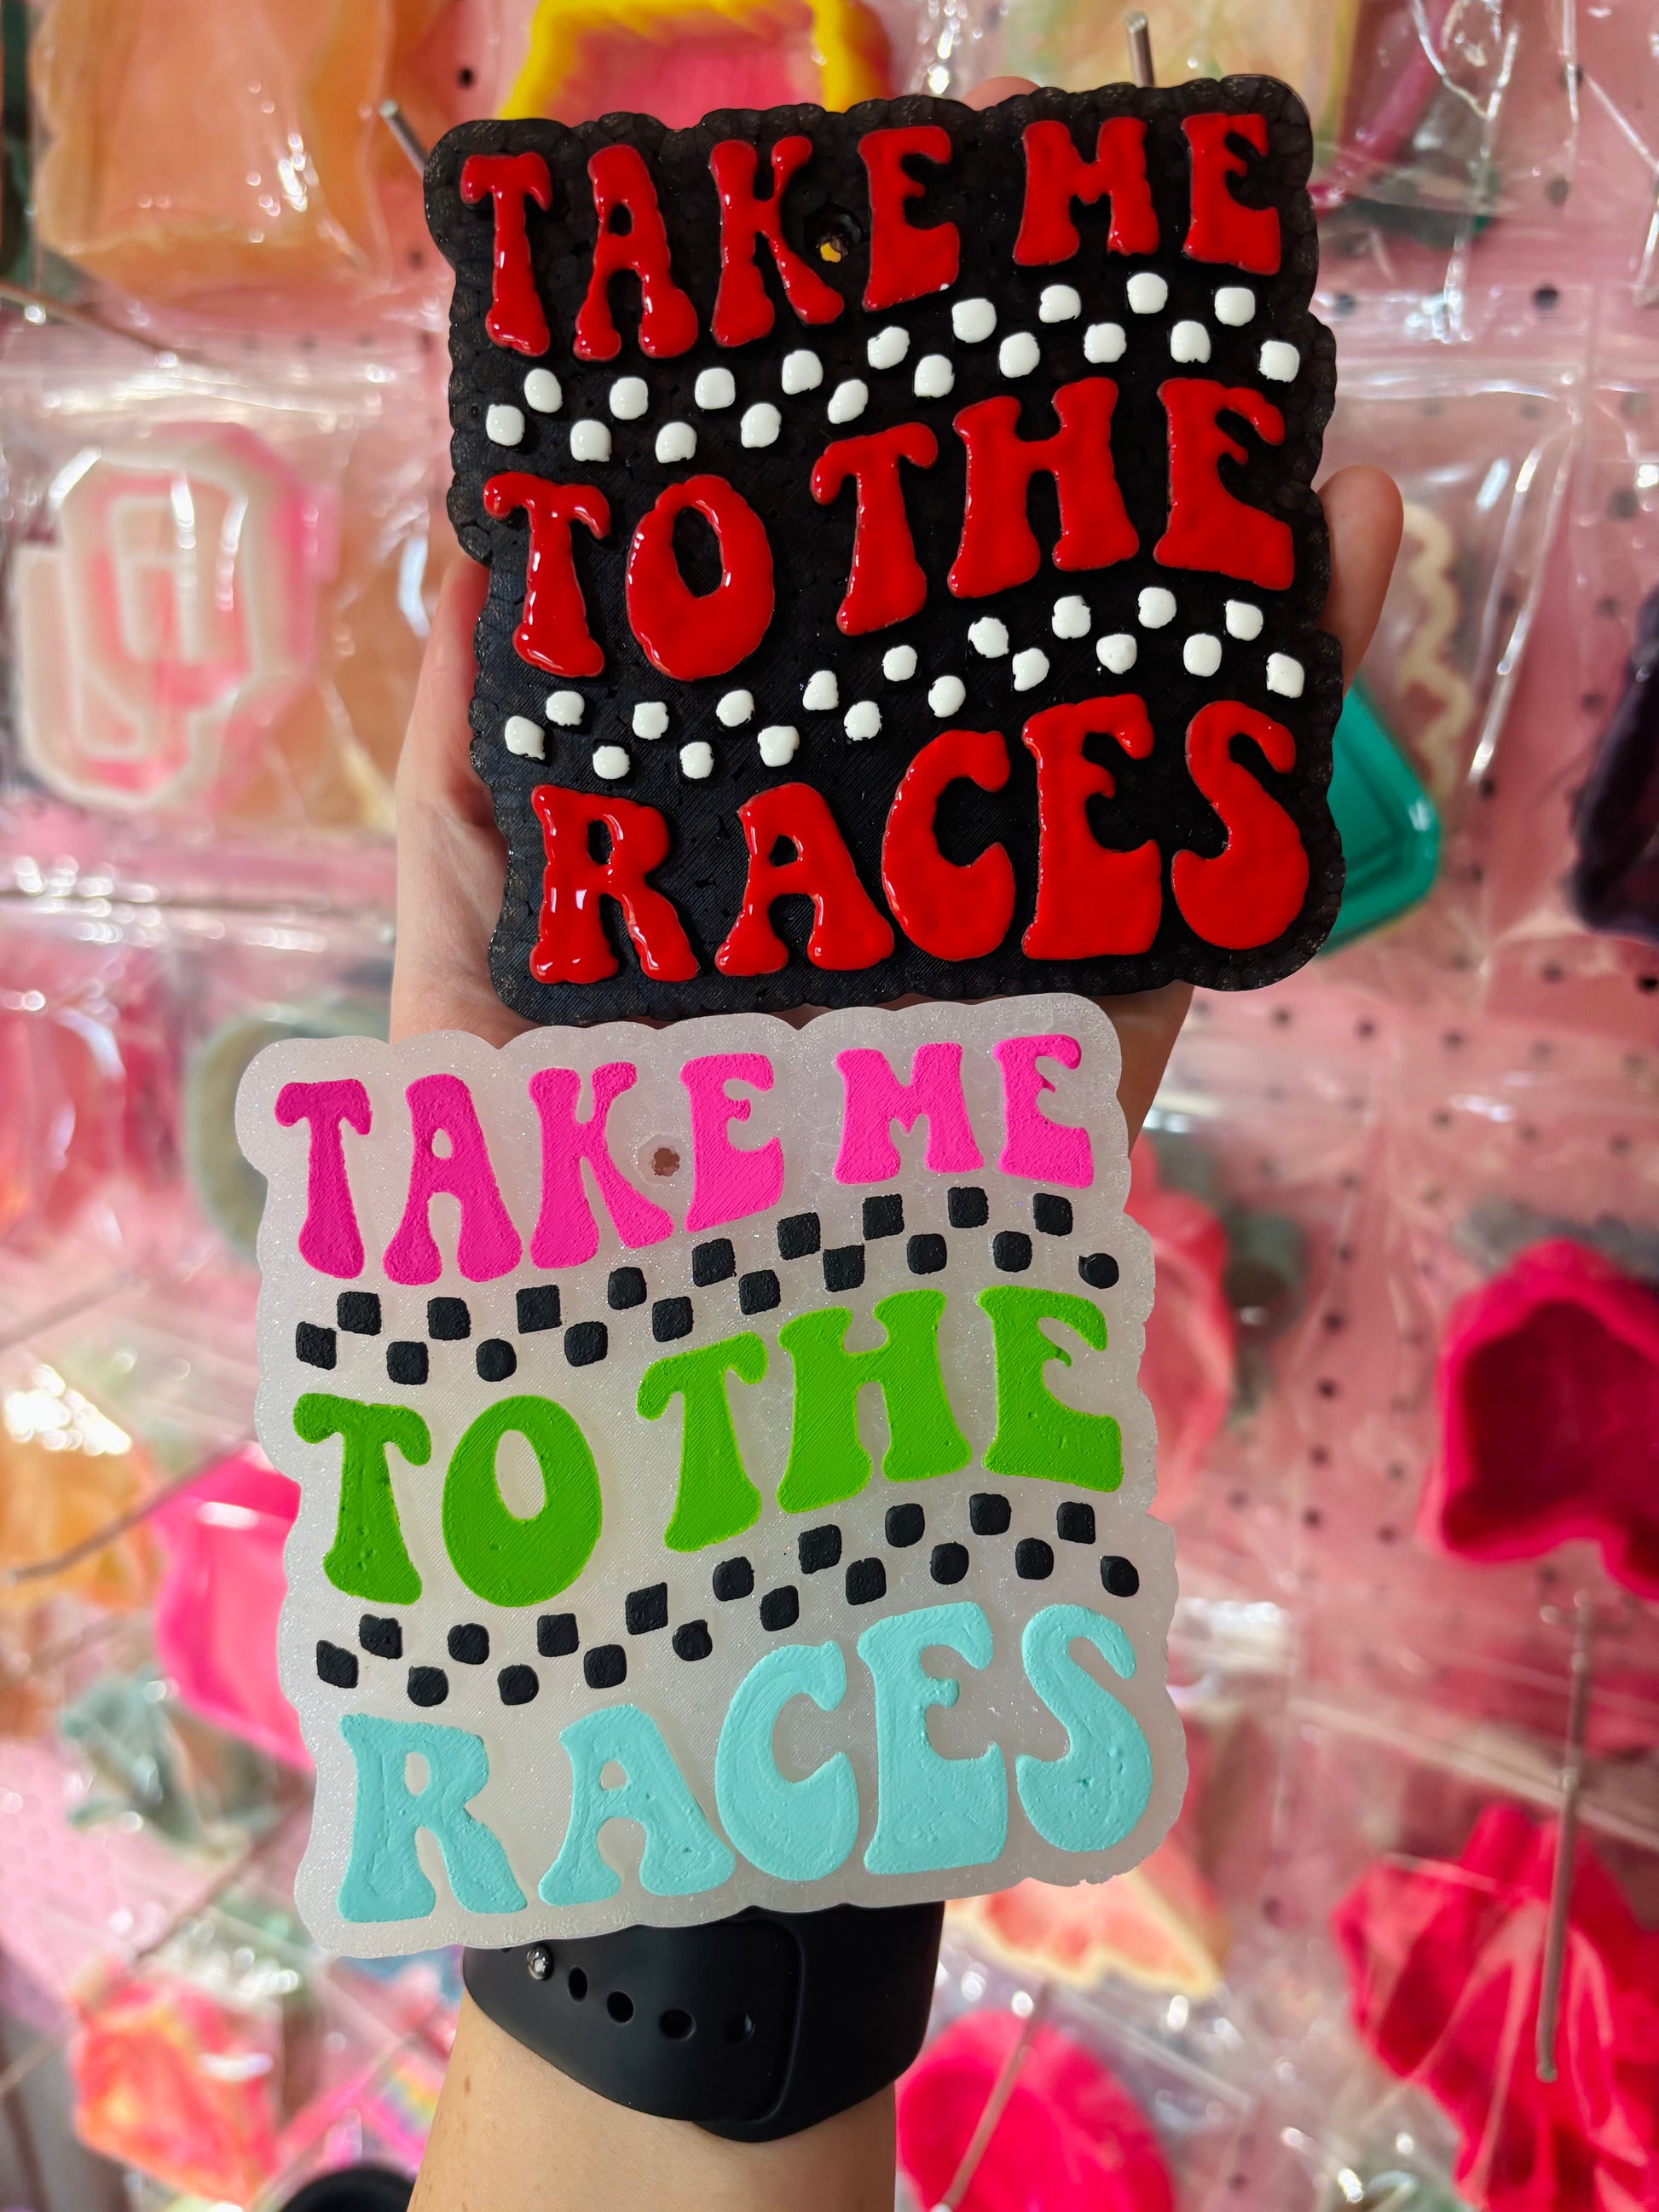 TAKE ME
TO THE
RACES
TAKE ME
TO THE
RACES